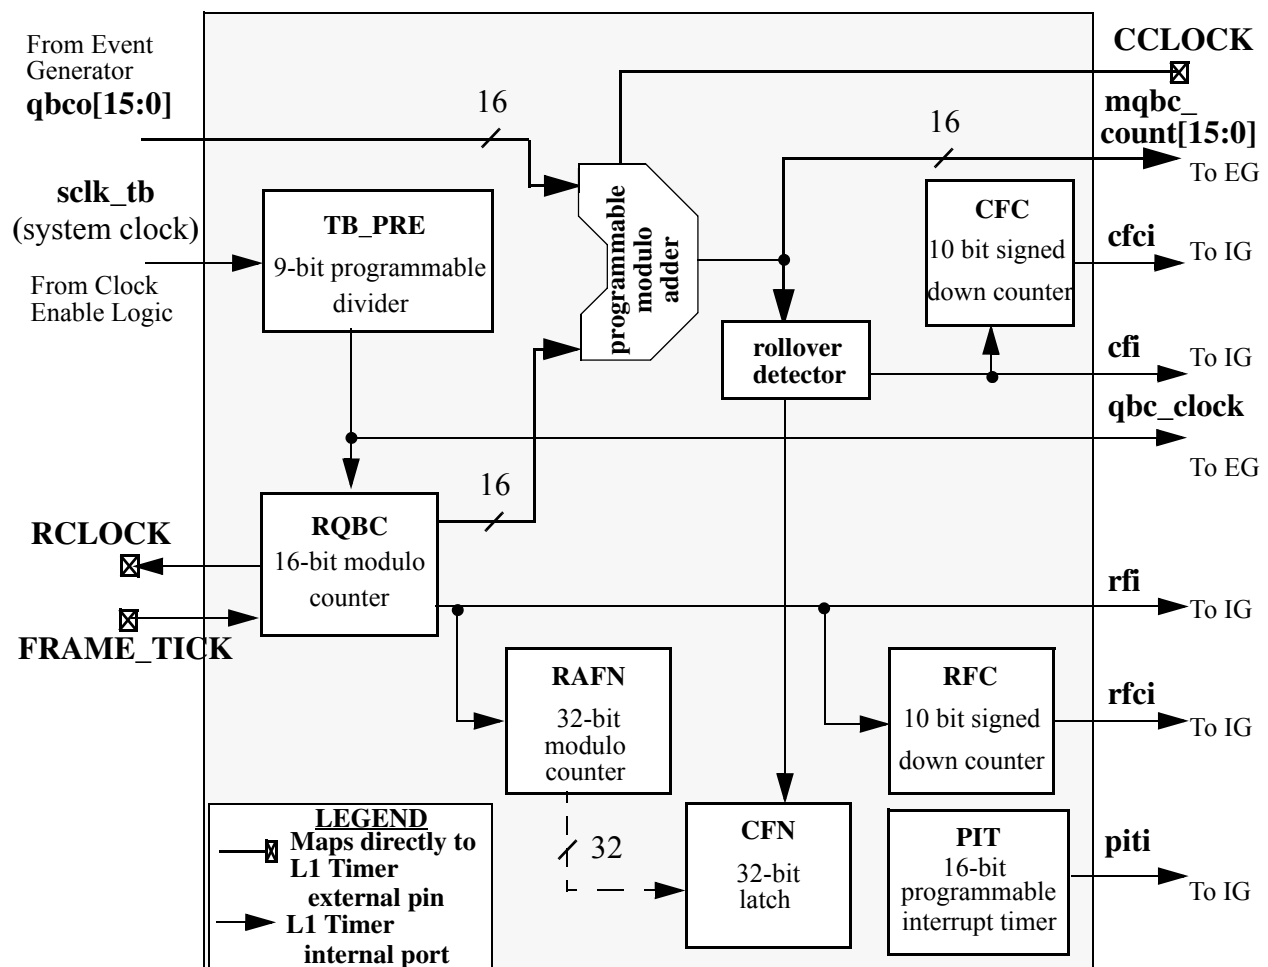 From Event
Generator
qbco[15:0]
16
CCLOCK
mqbc_
count[15:0]
16
To EG
sclk_tb
(system clock)
From Clock
Enable Logic
TB_PRE
9-bit programmable
divider
programmable
modulo
adder
CFC
10 bit signed
down counter
cfci
To IG
rollover
detector
cfi
To IG
qbc_clock
To EG
16
RCLOCK
FRAME_TICK
RQBC
16-bit modulo
counter
rfi
To IG
RAFN
32-bit
modulo
counter
RFC
10 bit signed
down counter
rfci
To IG
32
CFN
32-bit
latch
PIT
16-bit
programmable
interrupt timer
piti
To IG
LEGEND
Maps directly to
L1 Timer
external pin
L1 Timer
internal port